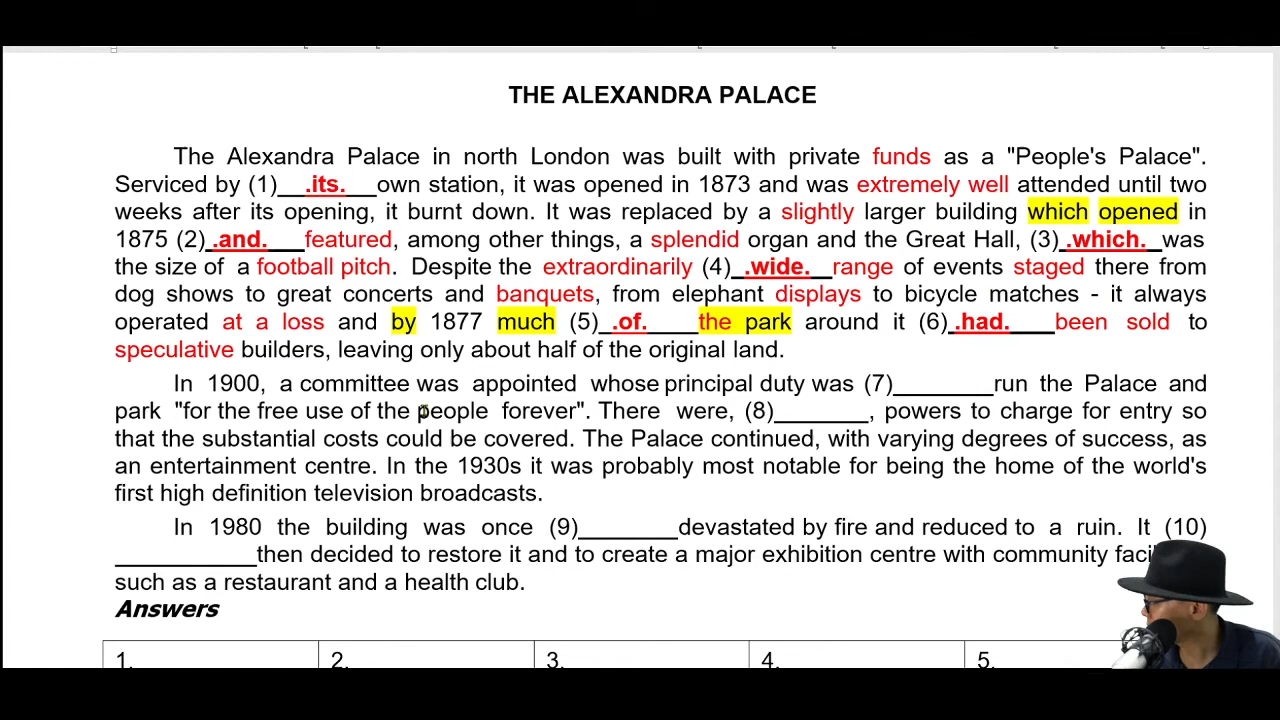 THE ALEXANDRA PALACE
The Alexandra Palace in north London was built with private funds as a "People's Palace".
Serviced by (1)__.its.__own station, it was opened in 1873 and was extremely well attended until two
weeks after its opening, it burnt down. It was replaced by a slightly larger building which opened in
1875 (2)_.and.___featured, among other things, a splendid organ and the Great Hall, (3)_.which._was
the size of a football pitch. Despite the extraordinarily (4)_.wide._range of events staged there from
dog shows to great concerts and banquets, from elephant displays to bicycle matches - it always
operated at a loss and by 1877 much (5)_.of.____the park around it (6)_.had.___been sold to
speculative builders, leaving only about half of the original land.
In 1900, a committee was appointed whose principal duty was (7)________run the Palace and
park "for the free use of the people forever". There were, (8)_______, powers to charge for entry so
that the substantial costs could be covered. The Palace continued, with varying degrees of success, as
an entertainment centre. In the 1930s it was probably most notable for being the home of the world's
first high definition television broadcasts.
In 1980 the building was once (9)________devastated by fire and reduced to a ruin. It (10)
___________then decided to restore it and to create a major exhibition centre with community
such as a restaurant and a health club.
Answers
1. 2. 3. 4. 5.